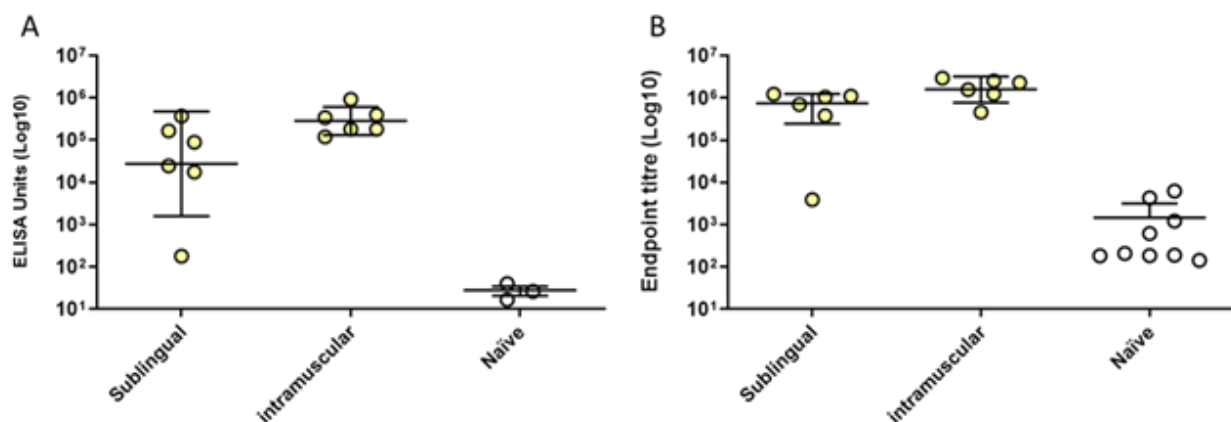 A
ELISA Units (Log10)
10⁷
10⁶
10⁵
10⁴
10³
10²
10¹
Sublingual
intramuscular
Naïve
B
Endpoint titre (Log10)
10⁷
10⁶
10⁵
10⁴
10³
10²
10¹
Sublingual
intramuscular
Naïve